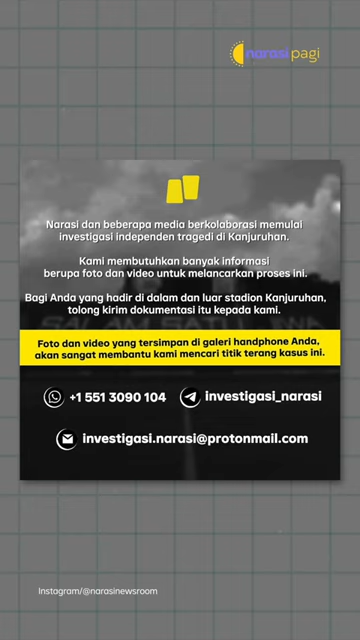 narasi pagi
Narasi dan beberapa media berkolaborasi memulai
investigasi independen tragedi di Kanjuruhan.
Kami membutuhkan banyak informasi
berupa foto dan video untuk melancarkan proses ini.
Bagi Anda yang hadir di dalam dan luar stadion Kanjuruhan,
tolong kirim dokumentasi itu kepada kami.
Foto dan video yang tersimpan di galeri handphone Anda,
akan sangat membantu kami mencari titik terang kasus ini.
+1 551 3090 104 investigasi_narasi
investigasi.narasi@protonmail.com
Instagram/@narasinewsroom